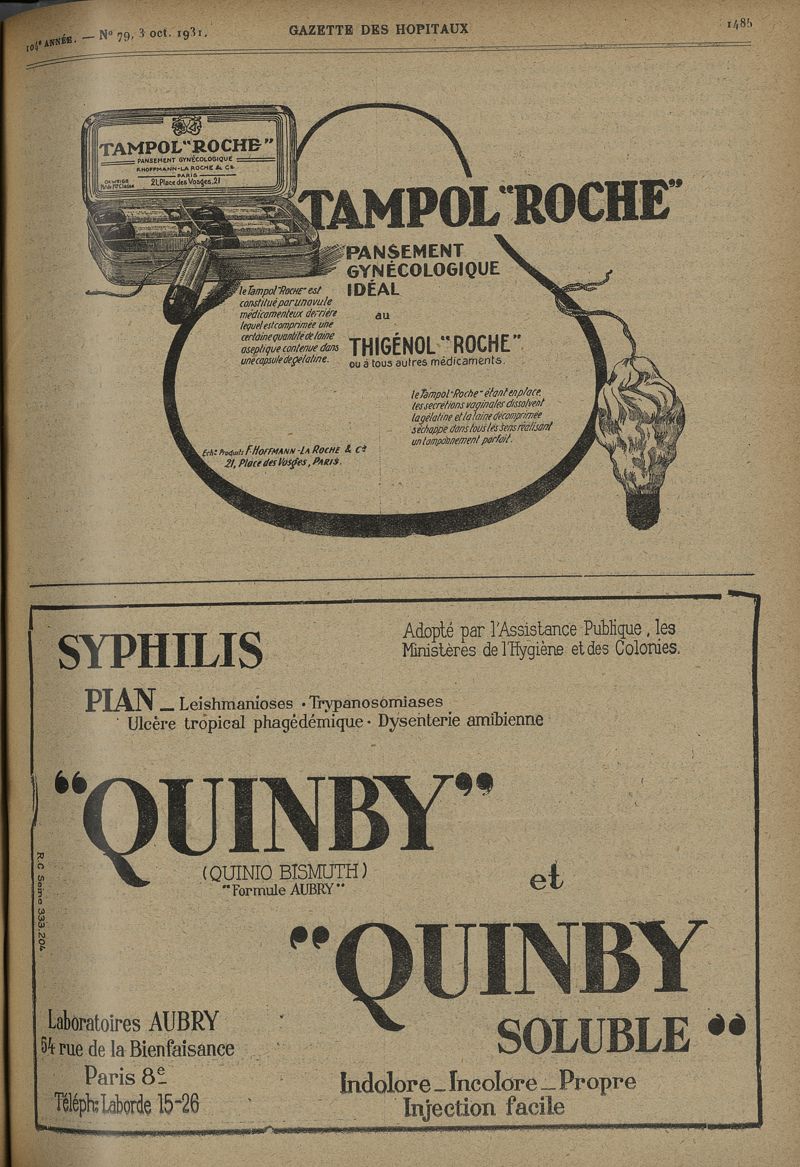 104e ANNÉE. — No 79, 3 oct. 1931.
GAZETTE DES HOPITAUX
1485
TAMPOL "ROCHE"
PANSEMENT GYNÉCOLOGIQUE
F. HOFFMANN-LA ROCHE & Co
PARIS
21, Place des Vosges, 21
TAMPOL "ROCHE"
PANSEMENT
GYNÉCOLOGIQUE
IDÉAL
au
THIGÉNOL "ROCHE"
ou à tous autres médicaments.
le Tampol "ROCHE" est
constitué par un ovule
médicamenteux derrière
lequel est comprimée une
certaine quantité de laine
aseptique contenue dans
une capsule de gelatine.
le Tampol "Roche" étant en place,
les secrétions vaginales dissolvent
la gélatine et la laine décomprimée
s'échappe dans tous les sens réalisant
un tamponnement parfait.
Echt: Produits F. HOFFMANN-LA ROCHE & Cie
21, Place des Vosges, PARIS.
SYPHILIS
Adopté par l'Assistance Publique, les
Ministères de l'Hygiène et des Colonies.
PIAN — Leishmanioses • Trypanosomiases
Ulcère tropical phagédémique • Dysenterie amibienne
"QUINBY"
(QUINIO BISMUTH)
"Formule AUBRY"
et
"QUINBY
SOLUBLE"
R.C. Seine 333.204
Laboratoires AUBRY
54 rue de la Bienfaisance
Paris 8e
Téléph: Laborde 15-26
Indolore — Incolore — Propre
Injection facile